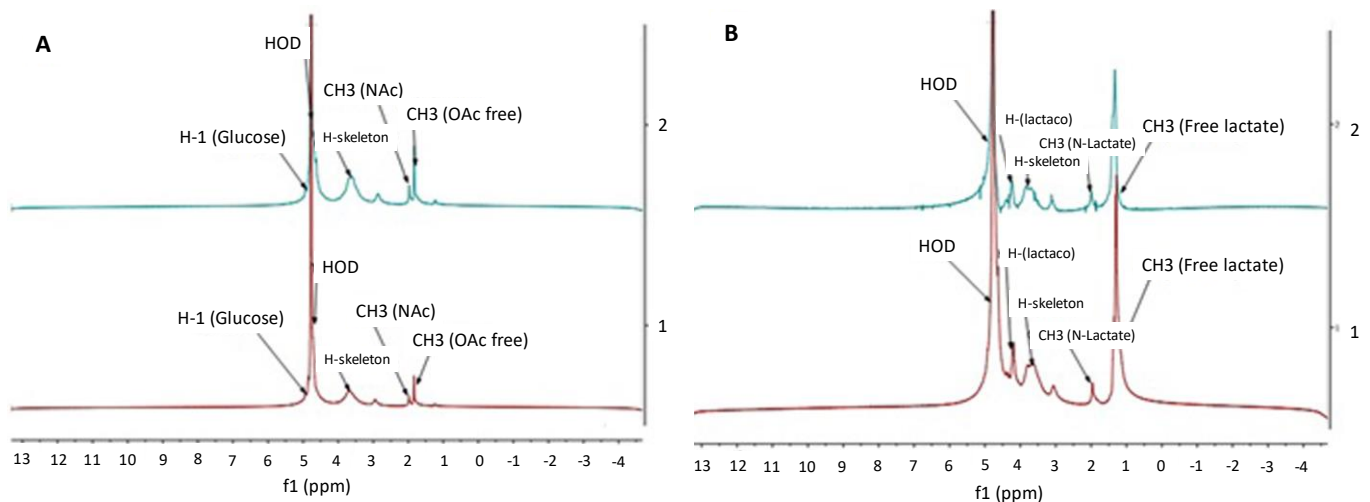 A
HOD
CH3 (NAc)
CH3 (OAc free)
H-1 (Glucose)
H-skeleton
2
HOD
CH3 (NAc)
H-1 (Glucose)
CH3 (OAc free)
H-skeleton
1
13 12 11 10 9 8 7 6 5 4 3 2 1 0 -1 -2 -3 -4
f1 (ppm)
B
HOD
H-(lactaco)
CH3 (Free lactate)
CH3 (N-Lactate)
H-skeleton
2
2
HOD
H-(lactaco)
CH3 (Free lactate)
H-skeleton
CH3 (N-Lactate)
1
1
13 12 11 10 9 8 7 6 5 4 3 2 1 0 -1 -2 -3 -4
f1 (ppm)